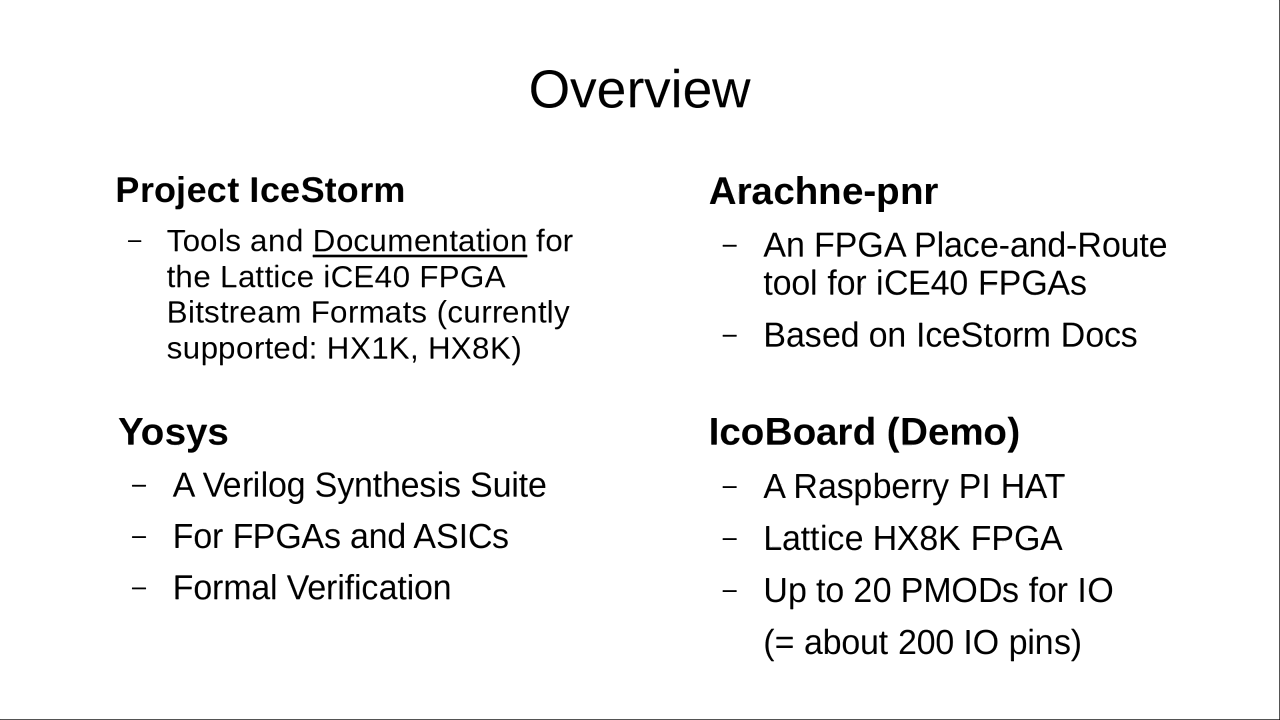 Overview
Project IceStorm
– Tools and Documentation for
the Lattice iCE40 FPGA
Bitstream Formats (currently
supported: HX1K, HX8K)
Arachne-pnr
– An FPGA Place-and-Route
tool for iCE40 FPGAs
– Based on IceStorm Docs
Yosys
– A Verilog Synthesis Suite
– For FPGAs and ASICs
– Formal Verification
IcoBoard (Demo)
– A Raspberry PI HAT
– Lattice HX8K FPGA
– Up to 20 PMODs for IO
(= about 200 IO pins)